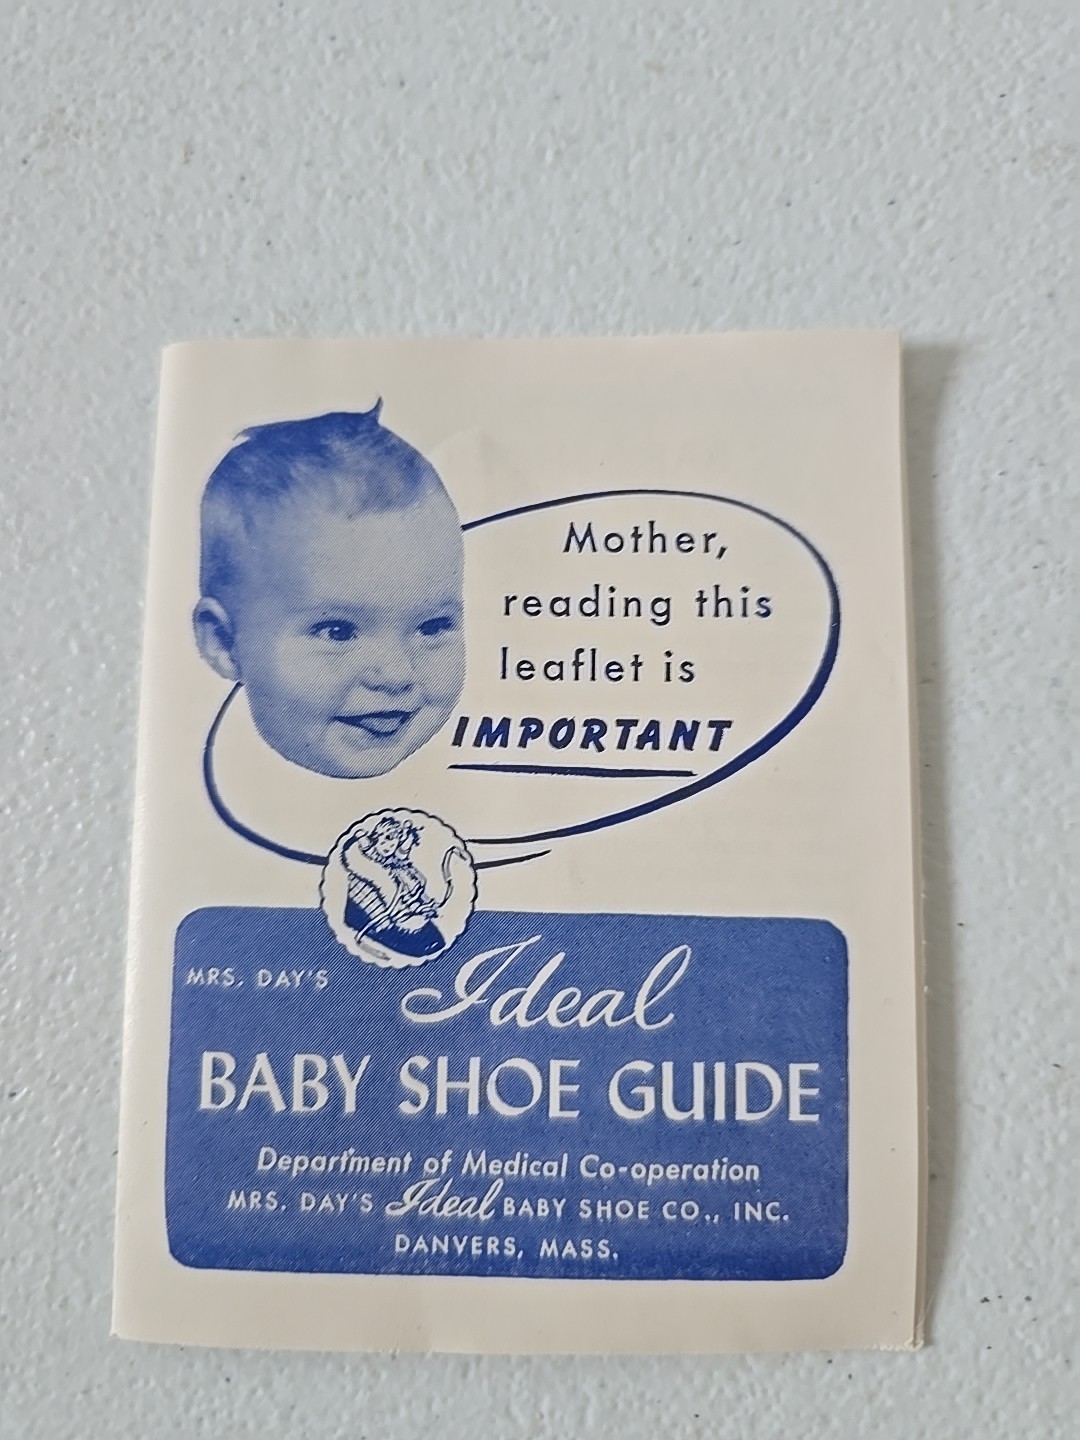 Mother,
reading this
leaflet is
IMPORTANT
MRS. DAY'S Ideal
BABY SHOE GUIDE
Department of Medical Co-operation
MRS. DAY'S Ideal BABY SHOE CO., INC.
DANVERS, MASS.